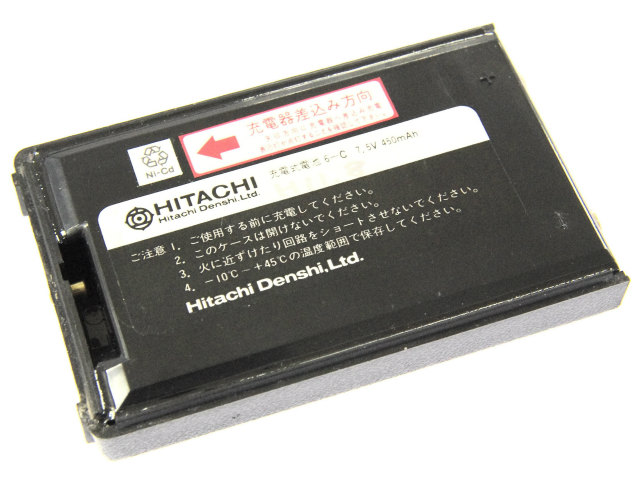 充電器差込み方向
Ni-Cd
HITACHI
Hitachi Denshi,Ltd.
7.5V 450mAh
ご注意 1. ご使用する前に充電してください。
2. このケースは開けないでください。
3. 火に近ずけたり回路をショートさせないでください。
4. -10℃-+45℃の温度範囲で保存してください。
Hitachi Denshi,Ltd.